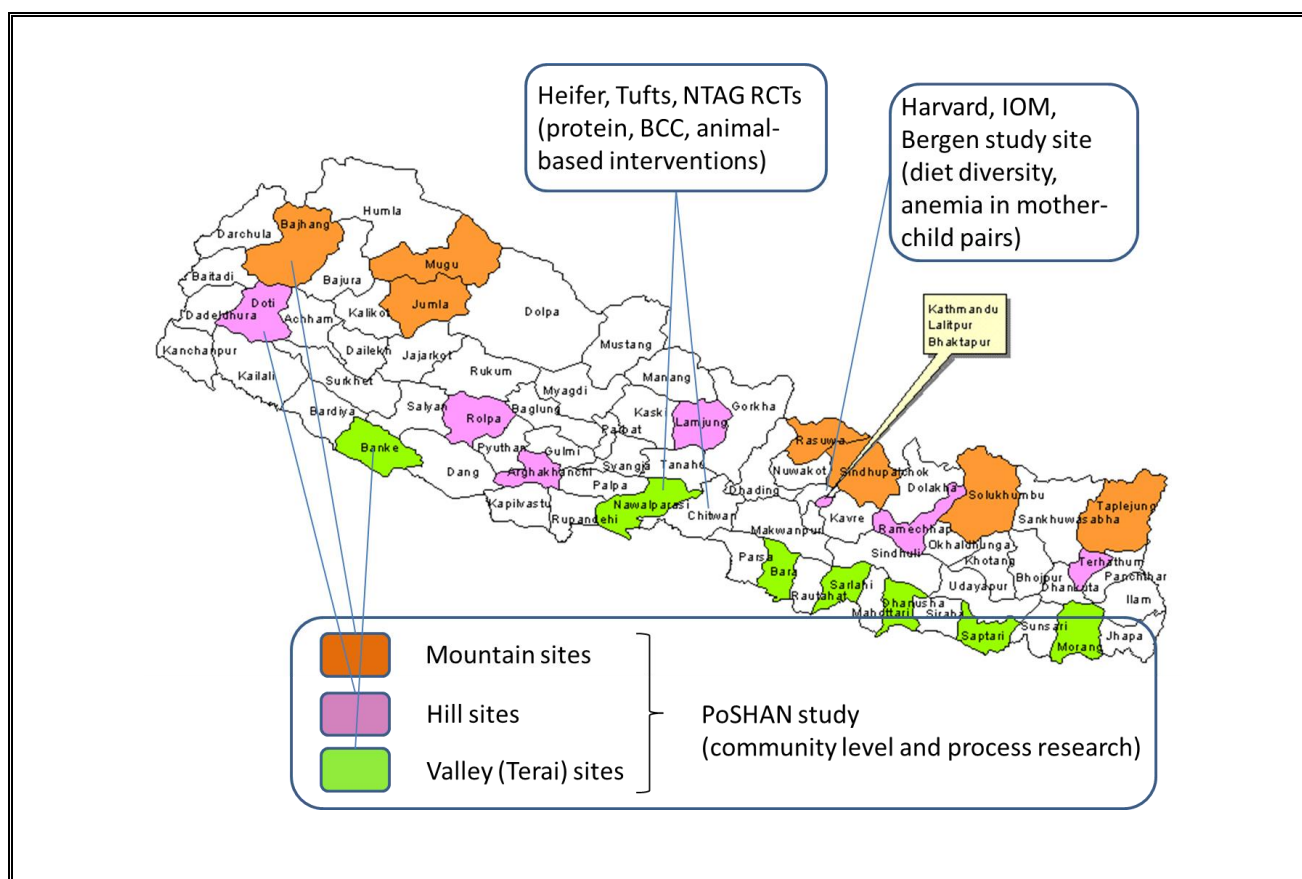 Heifer, Tufts, NTAG RCTs
(protein, BCC, animal-
based interventions)
Harvard, IOM,
Bergen study site
(diet diversity,
anemia in mother-
child pairs)
Kathmandu
Lalitpur
Bhaktapur
Humla
Darchula
Bajhang
Mugu
Baitadi
Bajura
Doti
Jumla
Dadeldhura
Achham
Kalikot
Dolpa
Kanchanpur
Dailekh
Jajarkot
Mustang
Kailali
Surkhet
Rukum
Manang
Myagdi
Bardiya
Salyan
Rolpa
Baglung
Kaski
Lamjung
Gorkha
Parbat
Banke
Pyuthan
Gulmi
Rasuwa
Dang
Arghakhanchi
Syangja
Tanahu
Nuwakot
Sindhupalchok
Dolakha
Solukhumbu
Taplejung
Palpa
Dhading
Kapilvastu
Nawalparasi
Chitwan
Kavre
Ramechhap
Sankhuwasabha
Rupandehi
Makwanpur
Okhaldhunga
Sindhuli
Khotang
Terhathum
Parsa
Bara
Sarlahi
Udayapur
Bhojpur
Panchthar
Rautahat
Dhanusha
Dhankuta
Ilam
Mahottari
Siraha
Saptari
Sunsari
Morang
Jhapa
Mountain sites
Hill sites
Valley (Terai) sites
PoSHAN study
(community level and process research)